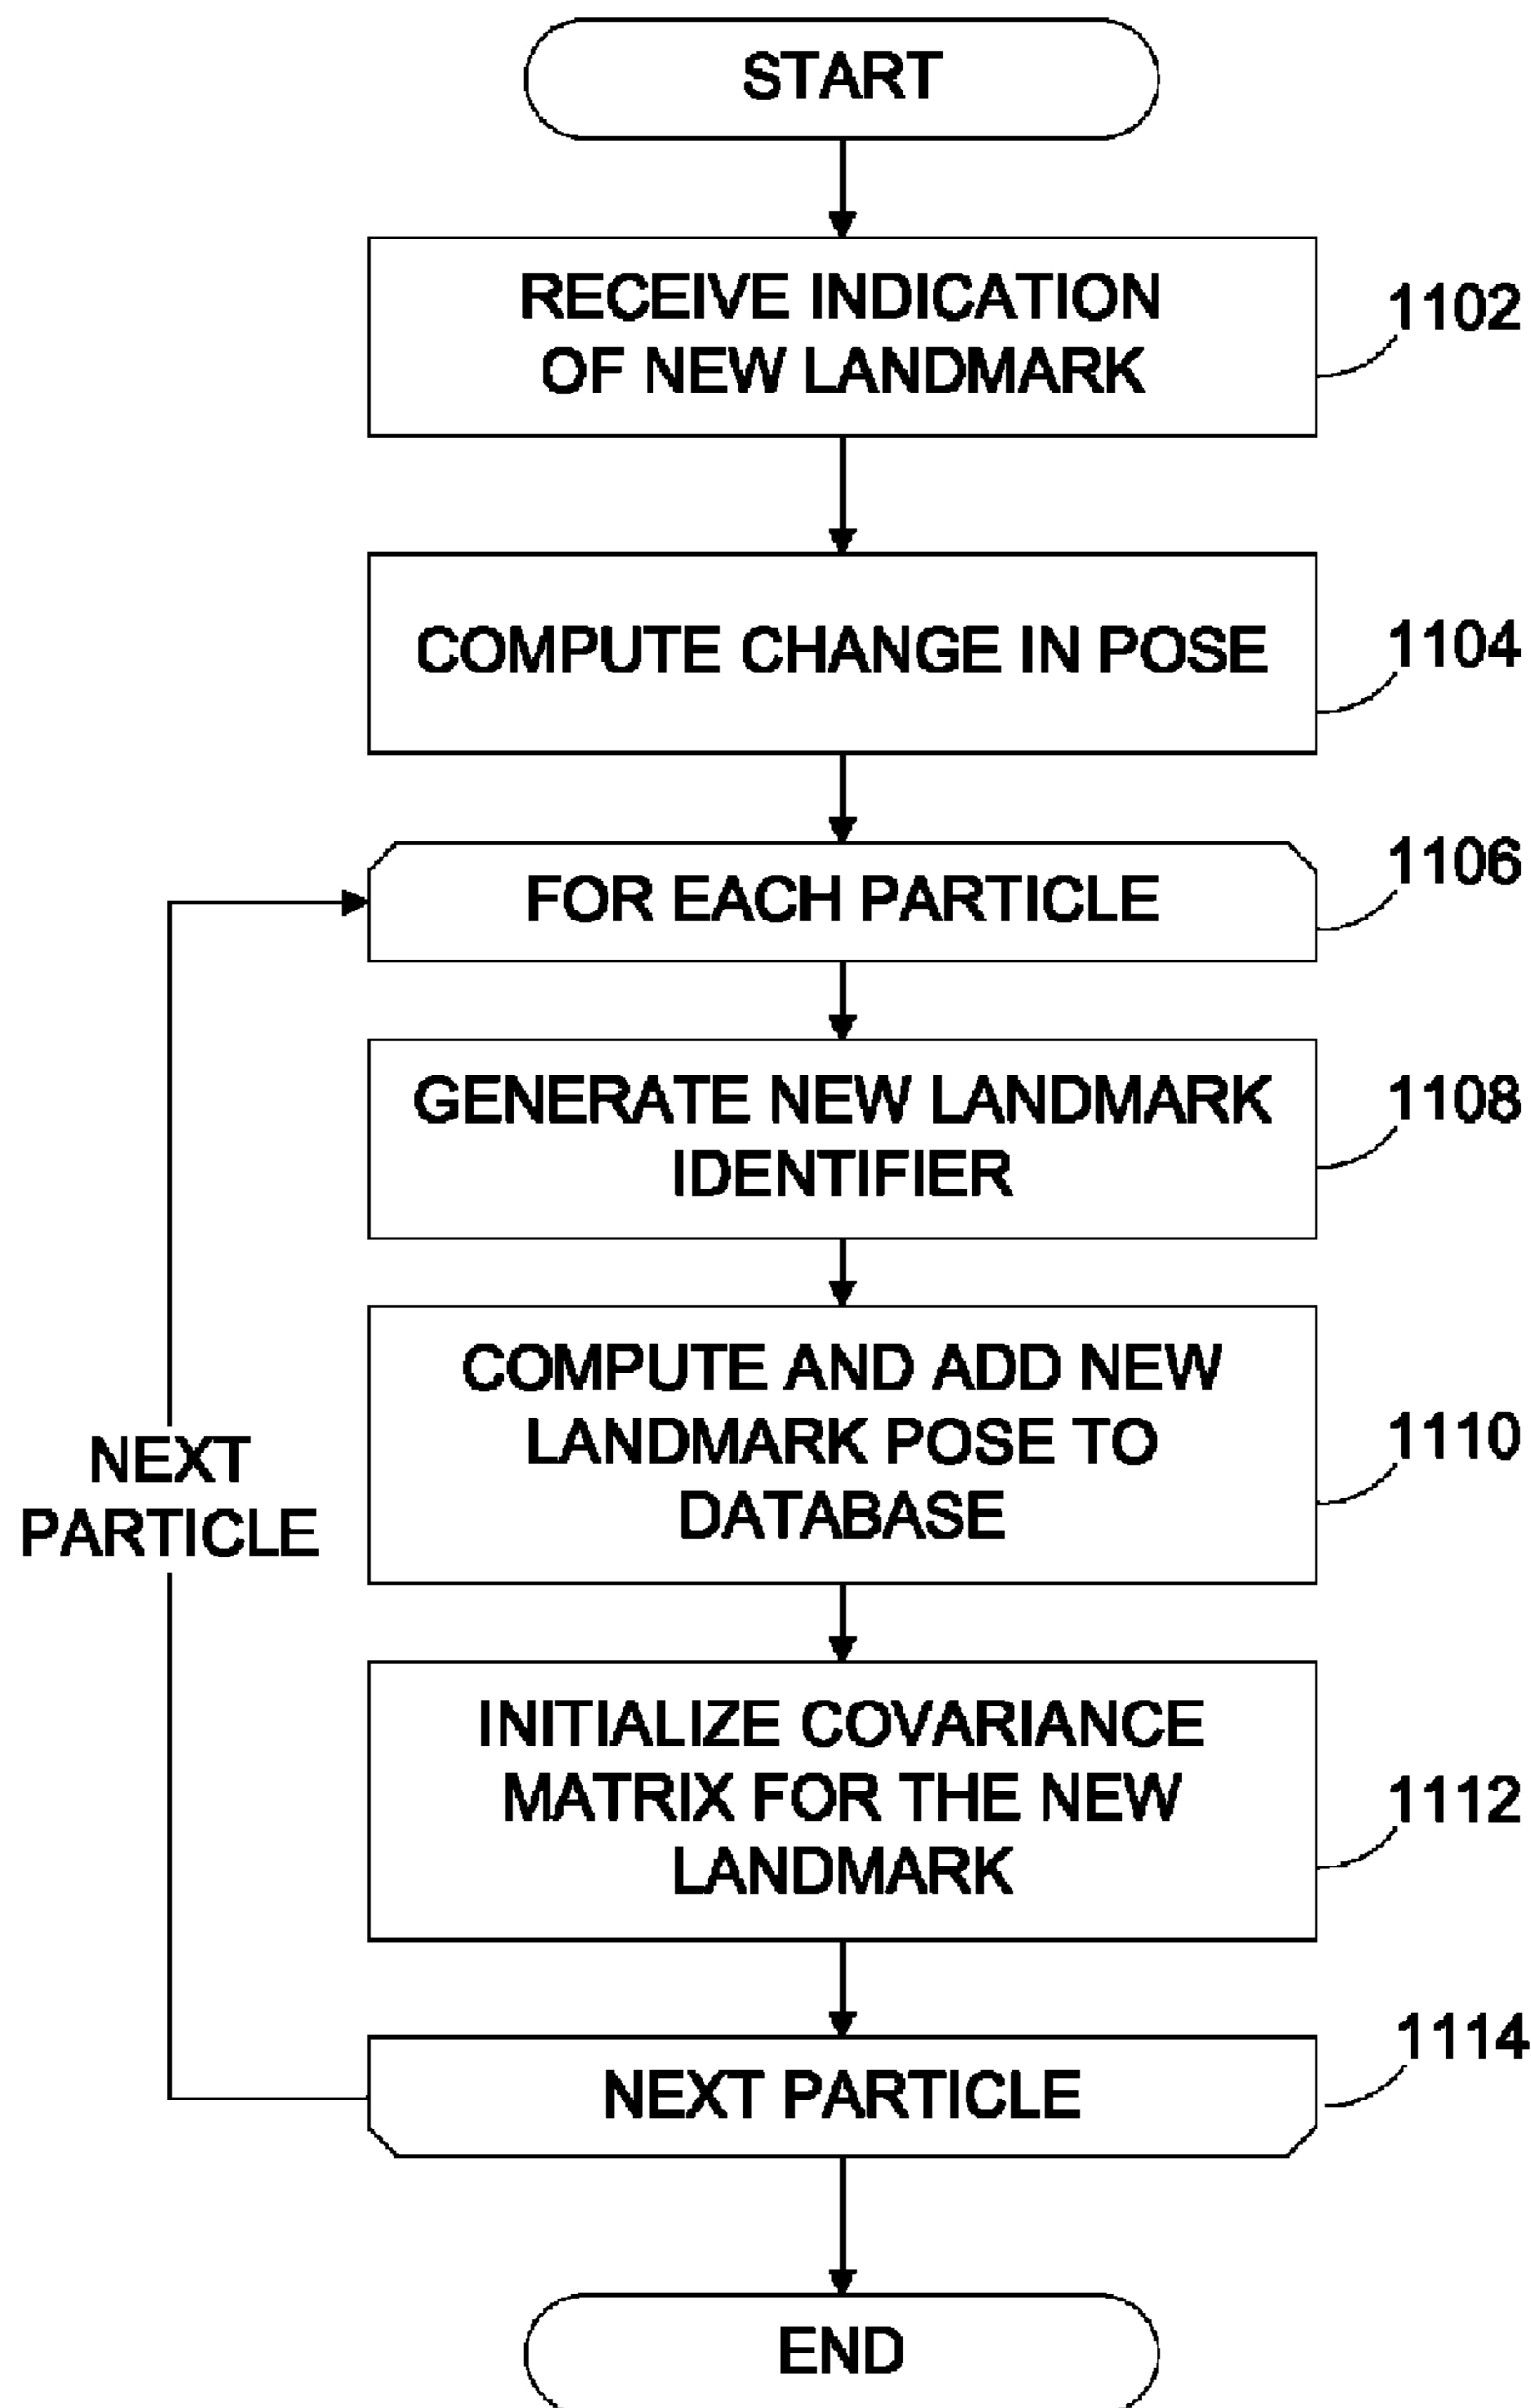 START
RECEIVE INDICATION
OF NEW LANDMARK
1102
COMPUTE CHANGE IN POSE
1104
FOR EACH PARTICLE
1106
GENERATE NEW LANDMARK
IDENTIFIER
1108
COMPUTE AND ADD NEW
LANDMARK POSE TO
DATABASE
1110
NEXT
PARTICLE
INITIALIZE COVARIANCE
MATRIX FOR THE NEW
LANDMARK
1112
NEXT PARTICLE
1114
END